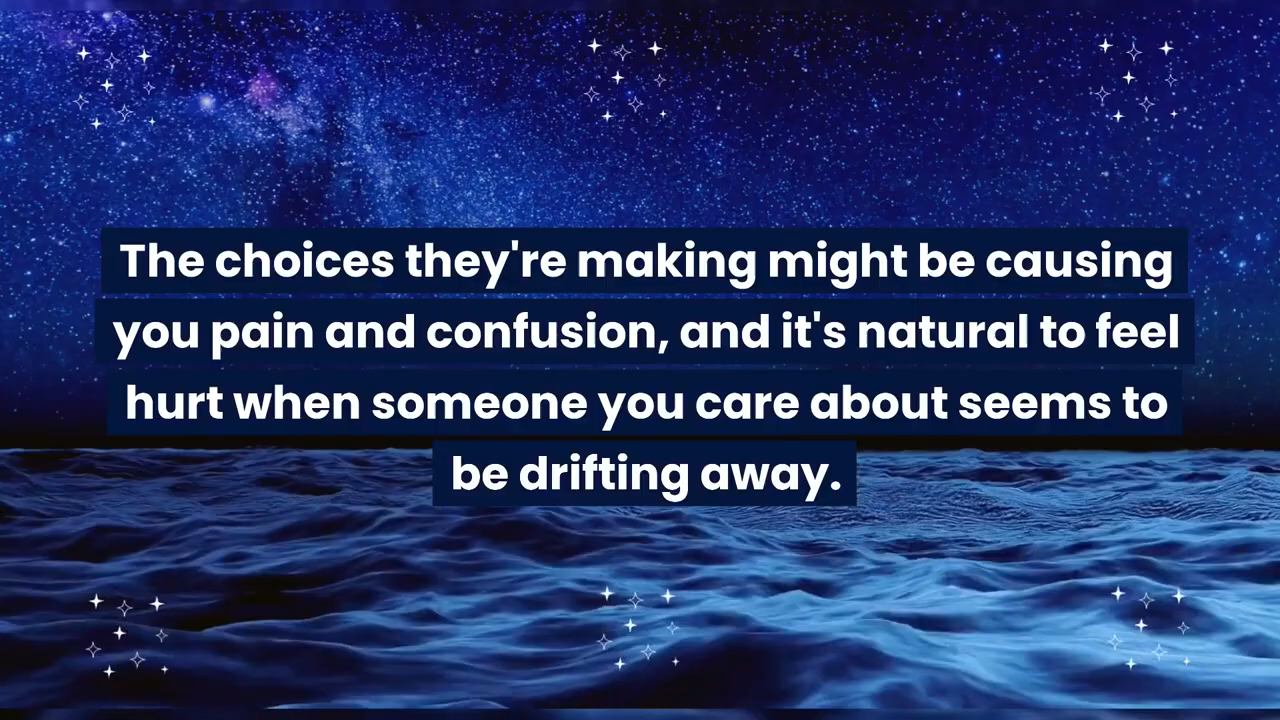 The choices they're making might be causing
you pain and confusion, and it's natural to feel
hurt when someone you care about seems to
be drifting away.